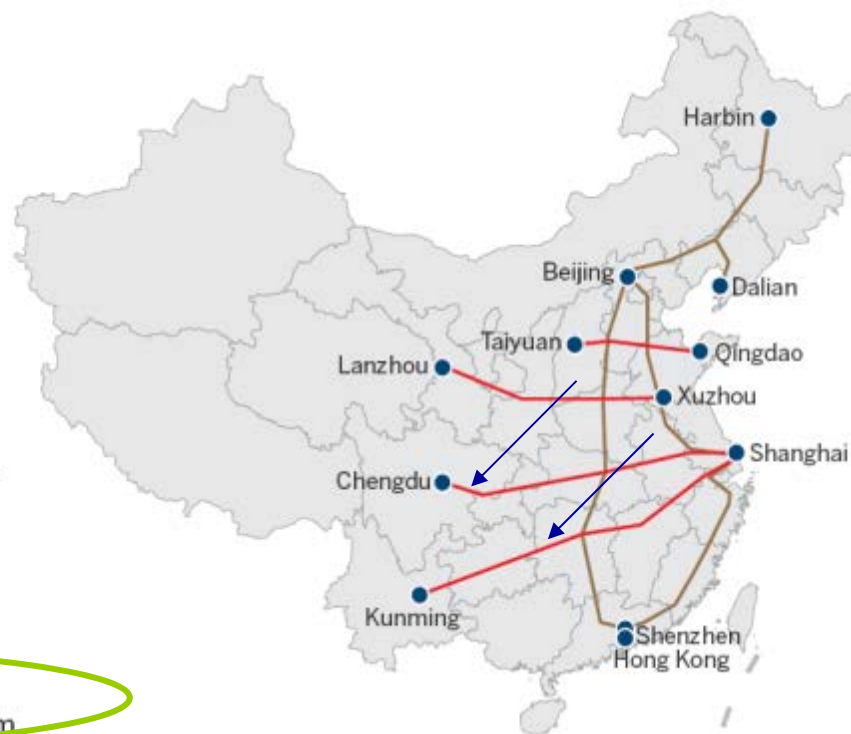 Harbin
Beijing
Dalian
Taiyuan
Qingdao
Lanzhou
Xuzhou
Shanghai
Chengdu
Kunming
Shenzhen
Hong Kong